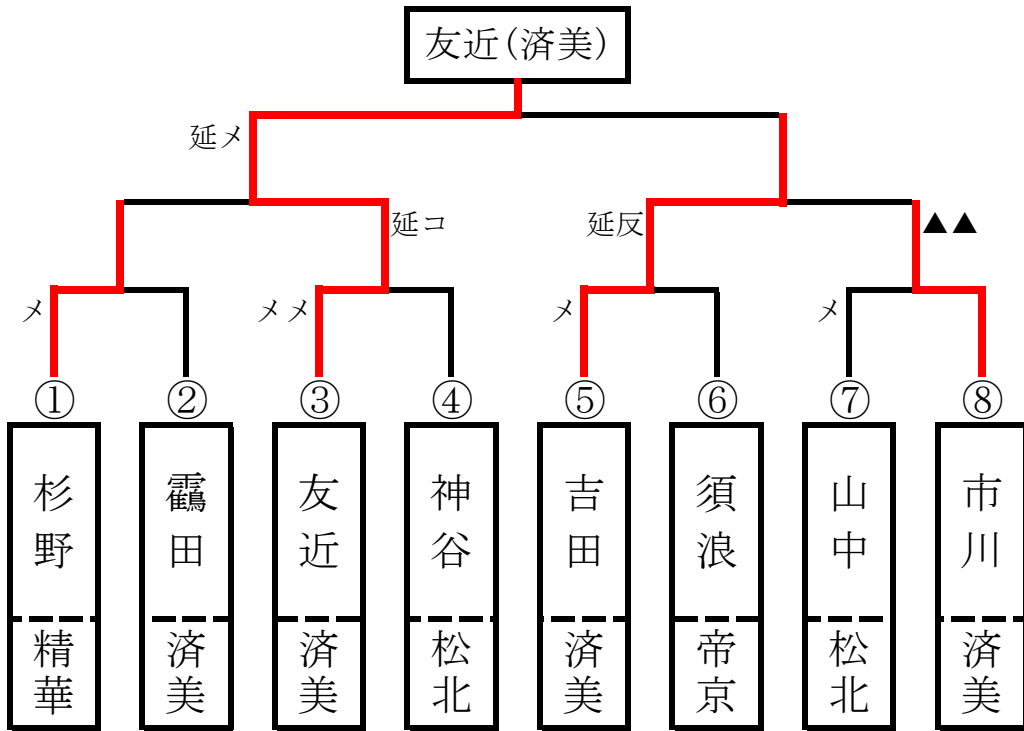 友近(済美)
延メ
延コ
延反
▲▲
メ
メメ
メ
メ
①
②
③
④
⑤
⑥
⑦
⑧
杉野
靏田
友近
神谷
吉田
須浪
山中
市川
精華
済美
済美
松北
済美
帝京
松北
済美